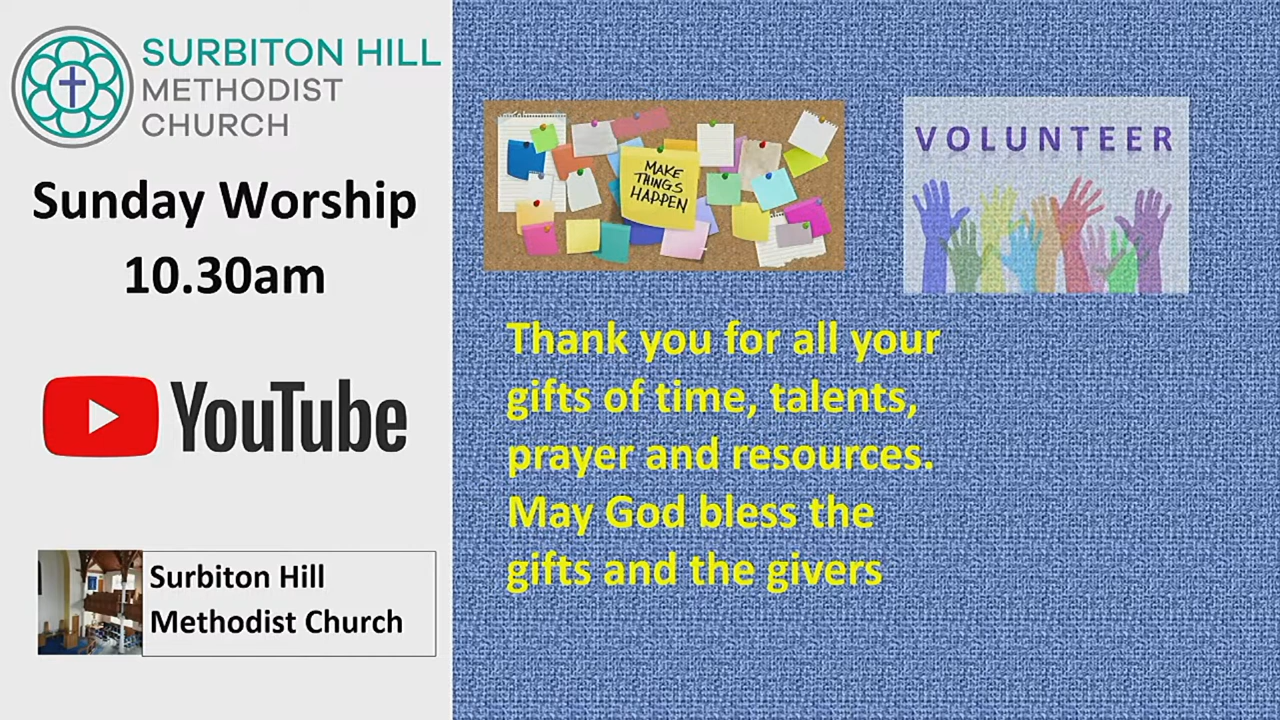 SURBITON HILL
METHODIST
CHURCH
Sunday Worship
10.30am
YouTube
Surbiton Hill
Methodist Church
MAKE
THINGS
HAPPEN
VOLUNTEER
Thank you for all your
gifts of time, talents,
prayer and resources.
May God bless the
gifts and the givers